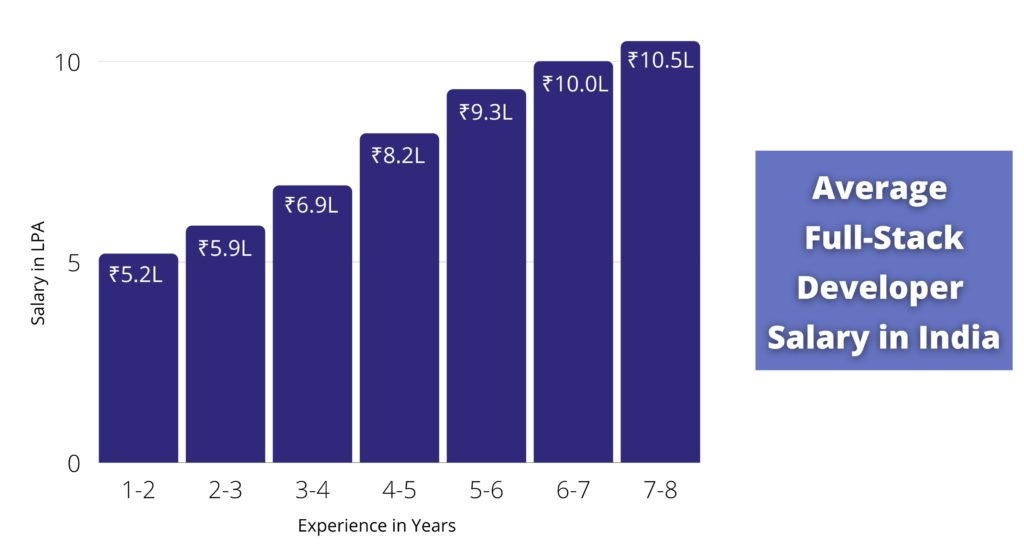 10
5
0
Salary in LPA
₹5.2L
₹5.9L
₹6.9L
₹8.2L
₹9.3L
₹10.0L
₹10.5L
1-2
2-3
3-4
4-5
5-6
6-7
7-8
Experience in Years
Average
Full-Stack
Developer
Salary in India